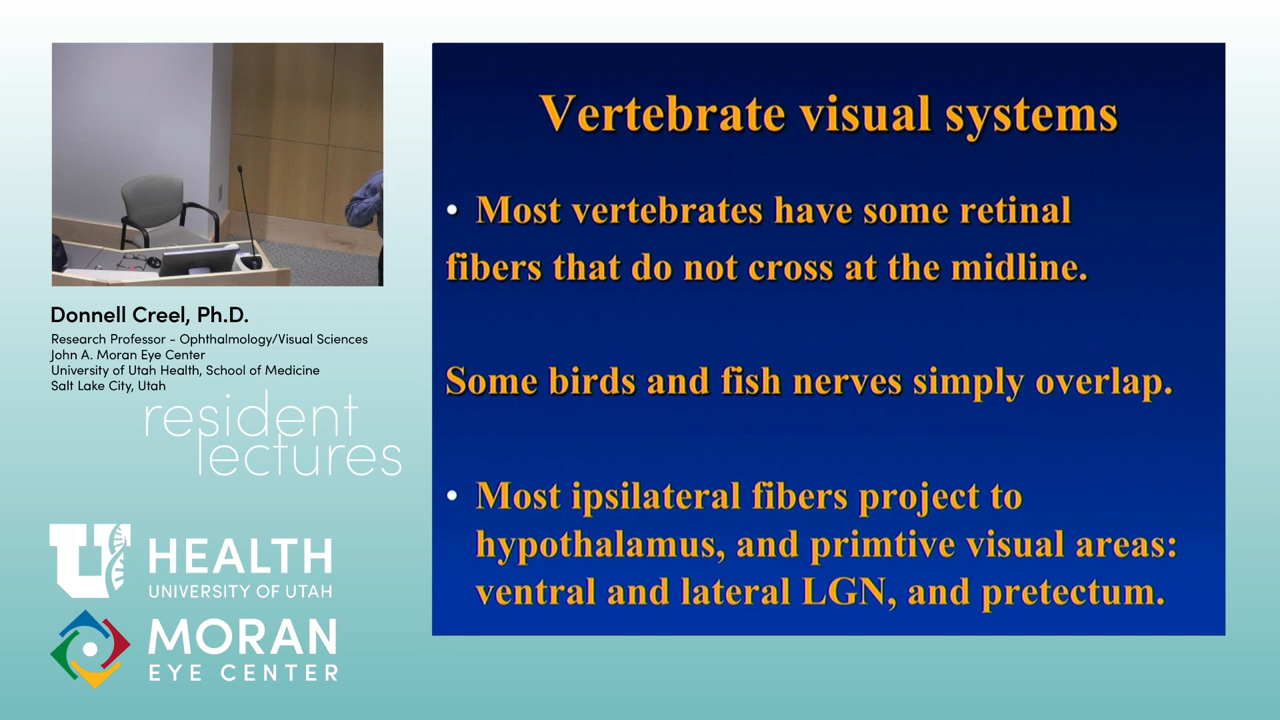 Donnell Creel, Ph.D.
Research Professor - Ophthalmology/Visual Sciences
John A. Moran Eye Center
University of Utah Health, School of Medicine
Salt Lake City, Utah
resident
lectures
U HEALTH
UNIVERSITY OF UTAH
MORAN
EYE CENTER
Vertebrate visual systems
• Most vertebrates have some retinal
fibers that do not cross at the midline.
Some birds and fish nerves simply overlap.
• Most ipsilateral fibers project to
hypothalamus, and primtive visual areas:
ventral and lateral LGN, and pretectum.